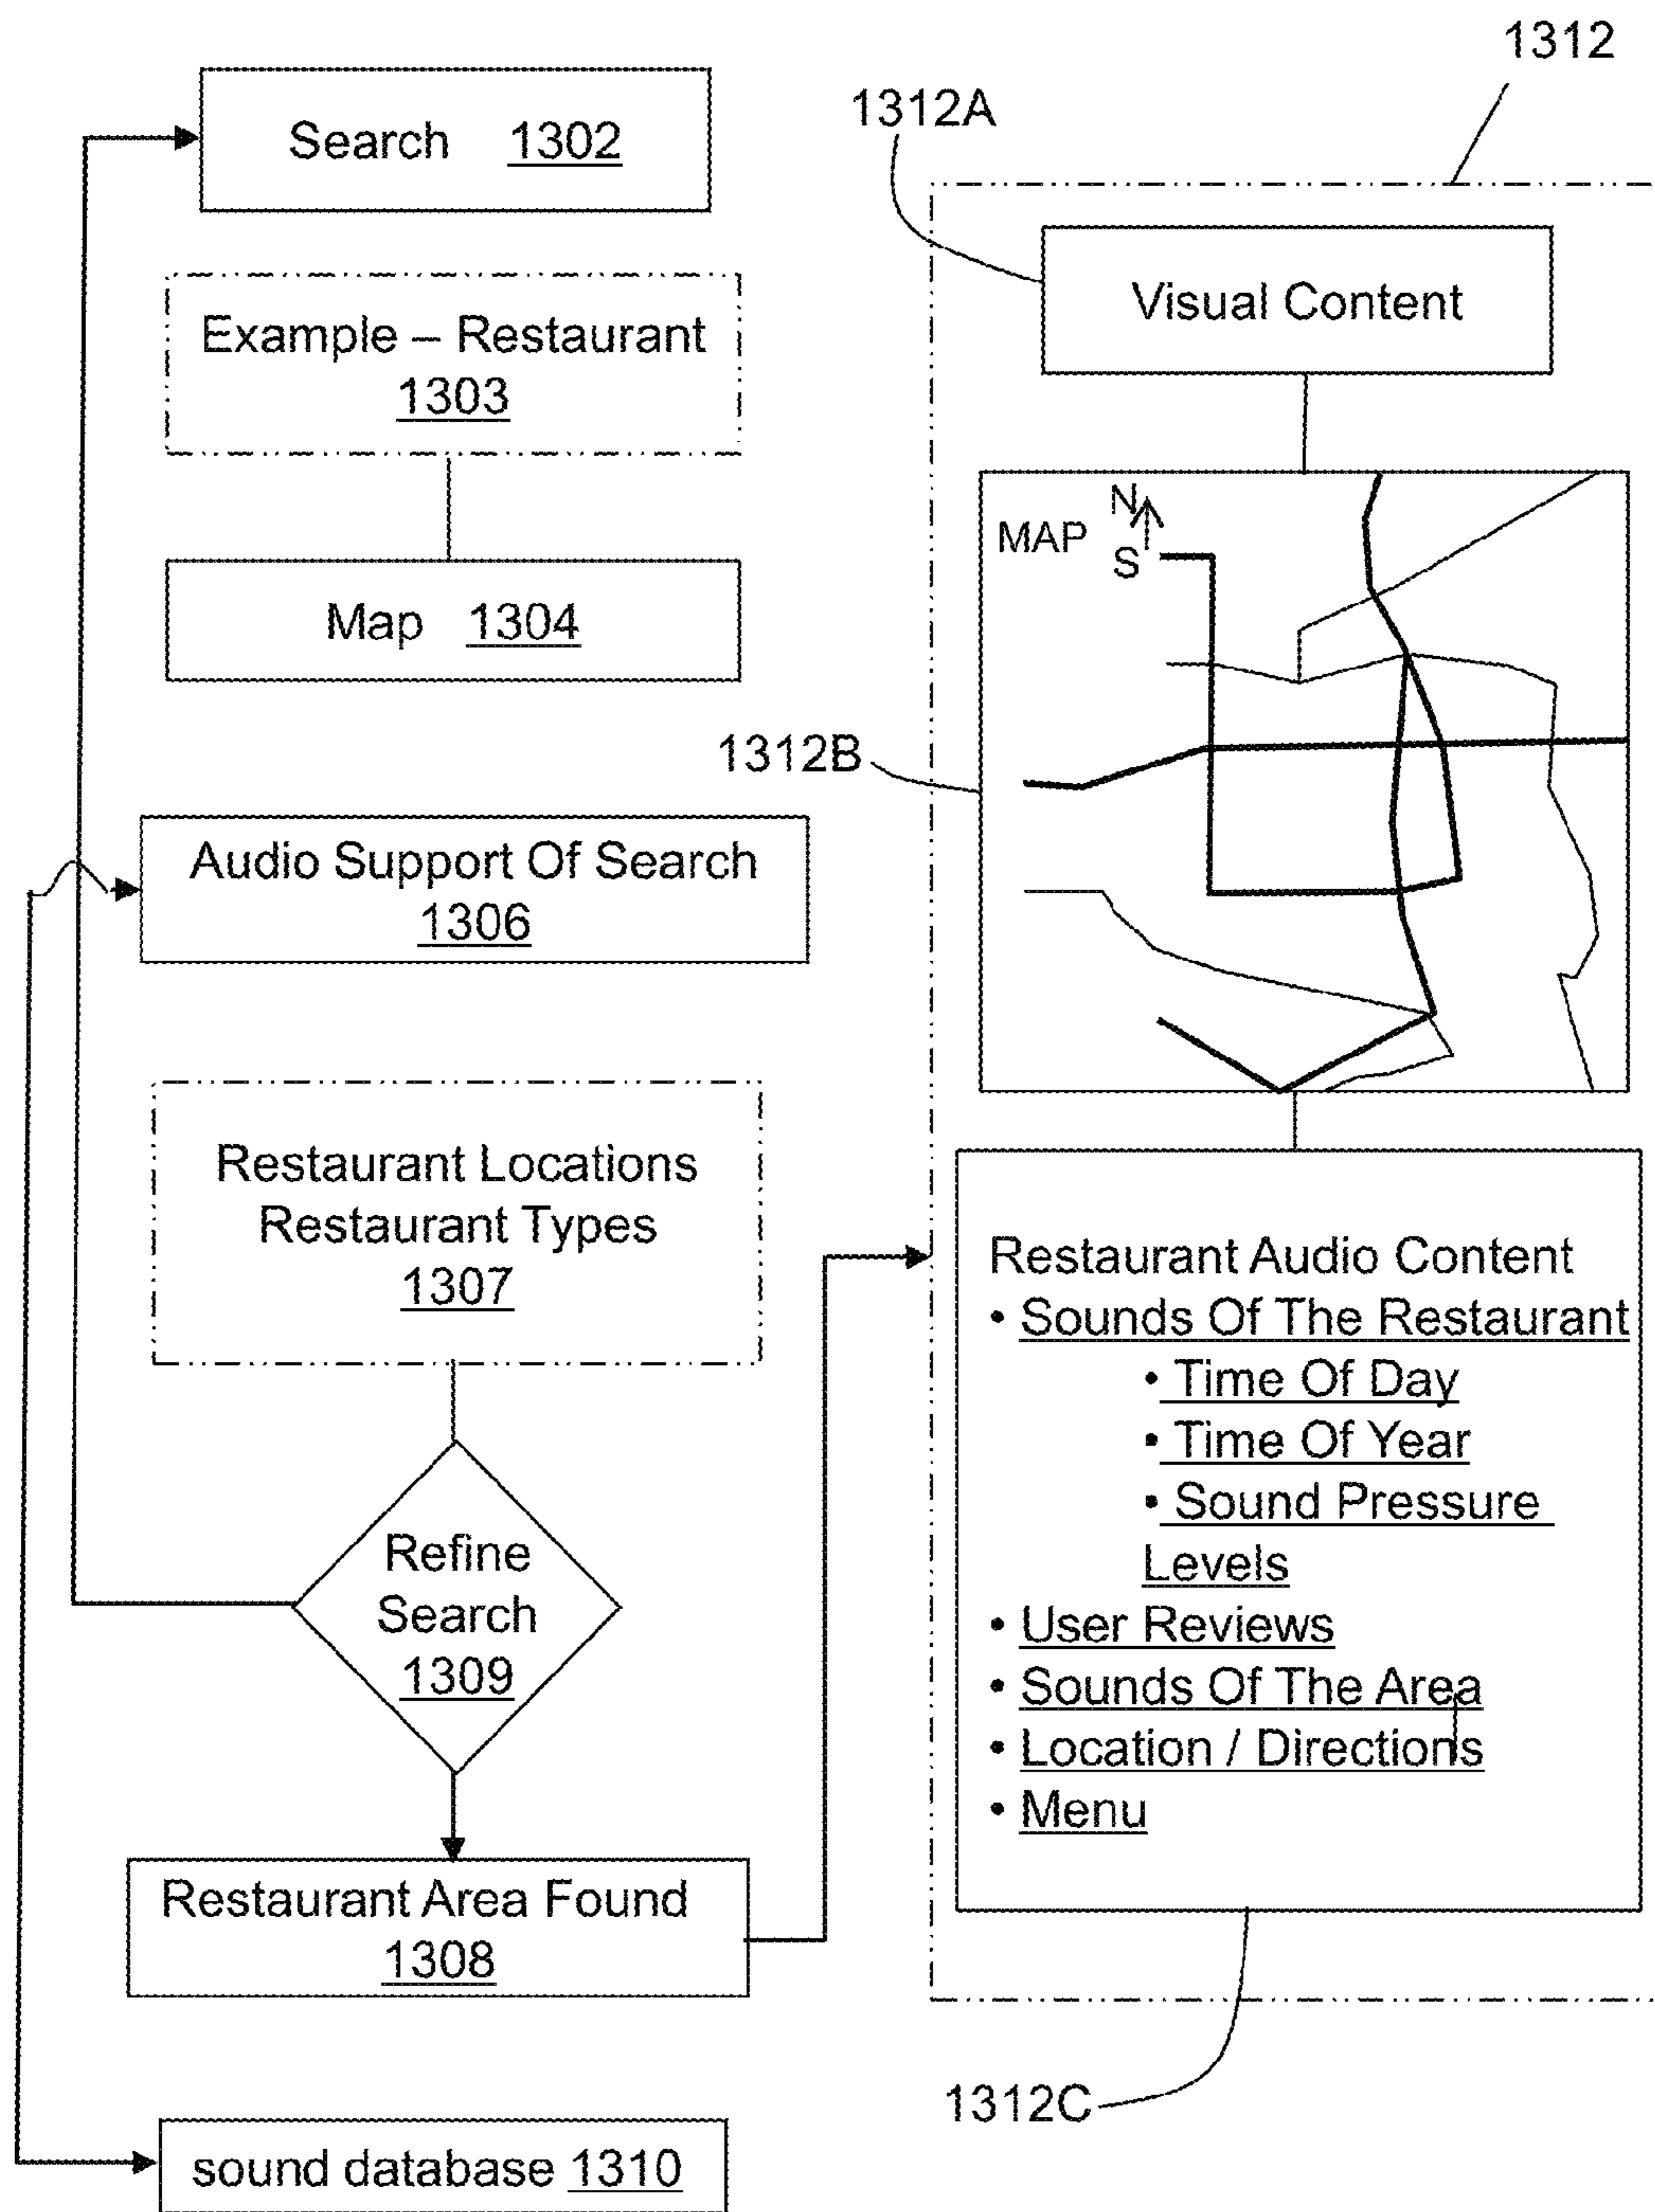 Search 1302
Example – Restaurant
1303
Map 1304
Audio Support Of Search
1306
Restaurant Locations
Restaurant Types
1307
Refine
Search
1309
Restaurant Area Found
1308
sound database 1310
1312
1312A
Visual Content
1312B
N
MAP
S
Restaurant Audio Content
• Sounds Of The Restaurant
• Time Of Day
• Time Of Year
• Sound Pressure
Levels
• User Reviews
• Sounds Of The Area
• Location / Directions
• Menu
1312C